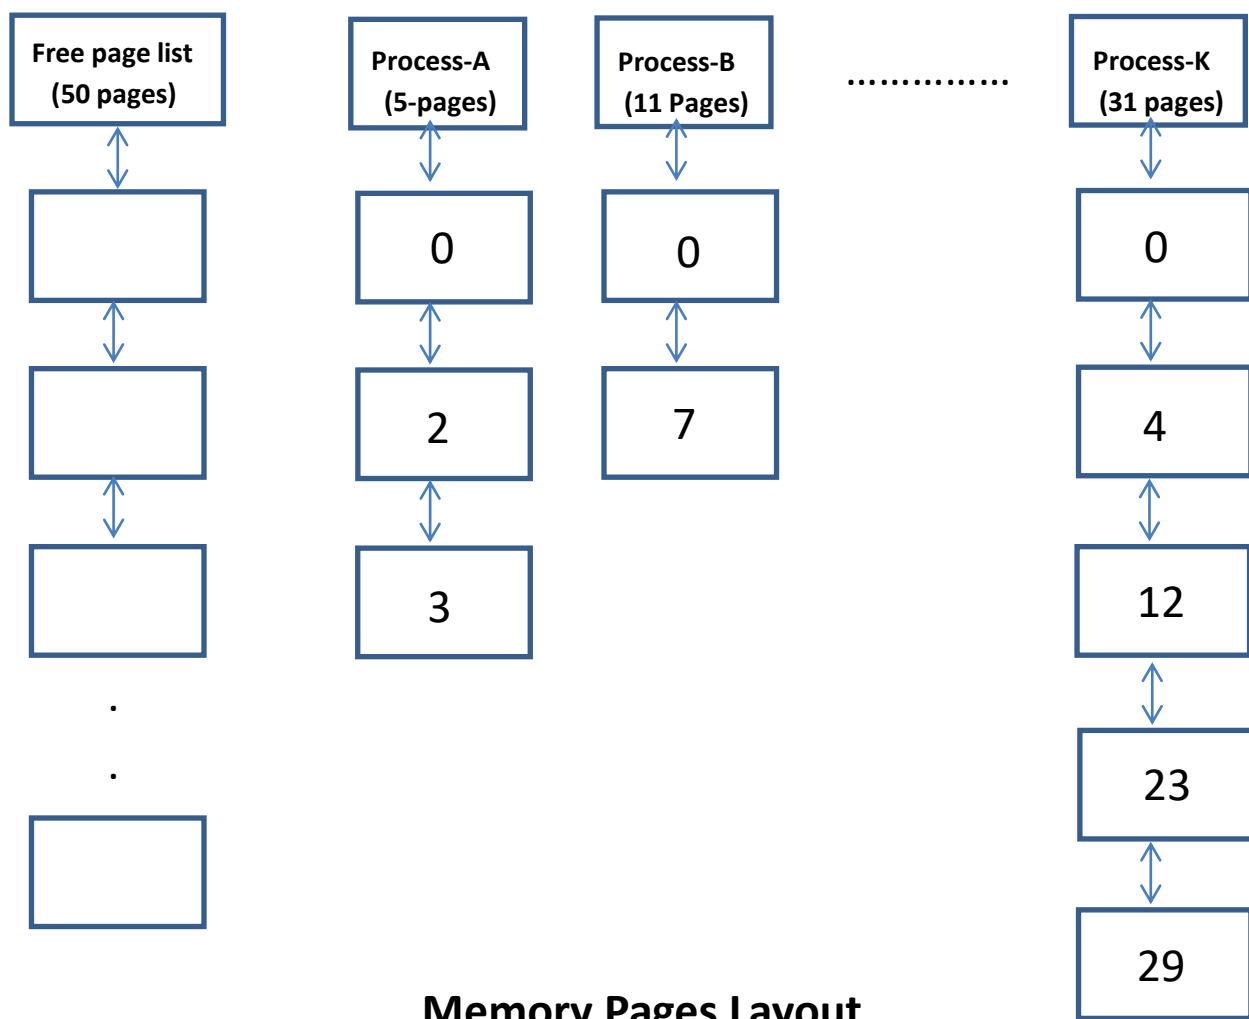 Free page list
(50 pages)
Process-A
(5-pages)
Process-B
(11 Pages)
……………
Process-K
(31 pages)
0
0
0
2
7
4
3
12
.
.
23
29
Memory Pages Layout